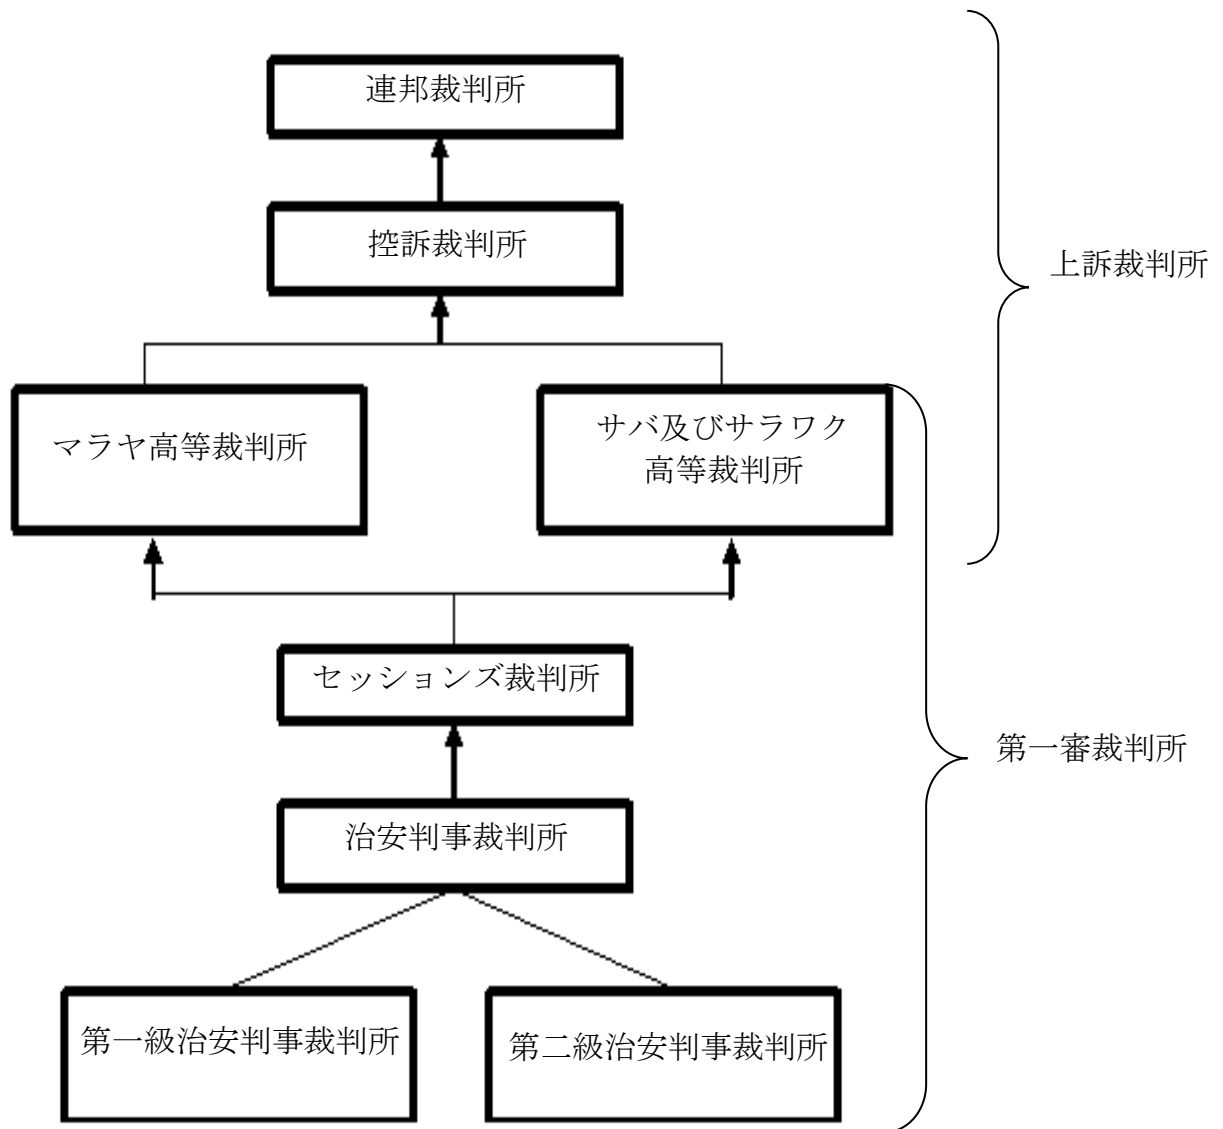 連邦裁判所
控訴裁判所
上訴裁判所
マラヤ高等裁判所
サバ及びサラワク
高等裁判所
セッションズ裁判所
第一審裁判所
治安判事裁判所
第一級治安判事裁判所
第二級治安判事裁判所